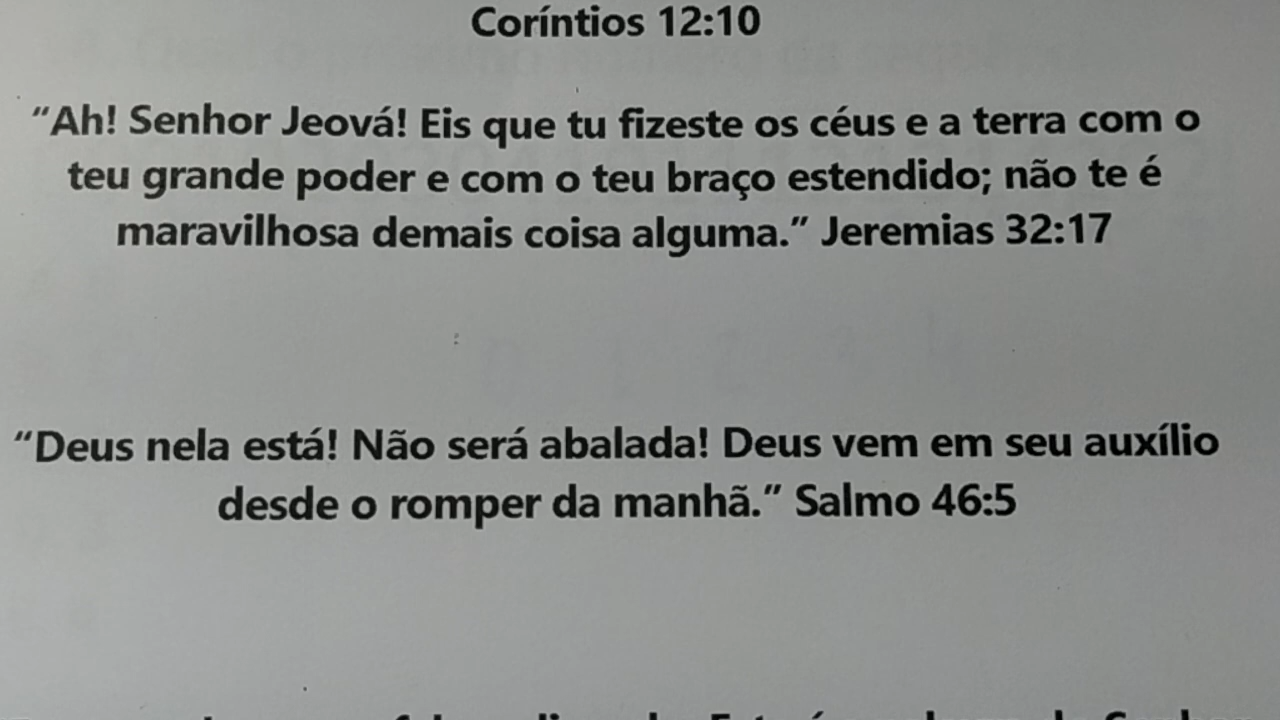 Coríntios 12:10
“Ah! Senhor Jeová! Eis que tu fizeste os céus e a terra com o
teu grande poder e com o teu braço estendido; não te é
maravilhosa demais coisa alguma.” Jeremias 32:17
“Deus nela está! Não será abalada! Deus vem em seu auxílio
desde o romper da manhã.” Salmo 46:5